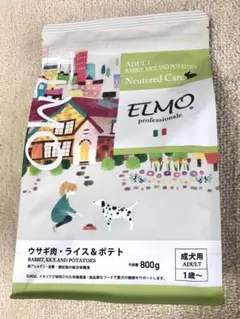 ADULT
RABBIT, RICE AND POTATOES
Neutered Care
ELMO
professionale
ウサギ肉・ライス&ポテト
RABBIT, RICE AND POTATOES
内容量 800g
成犬用
ADULT
1歳～